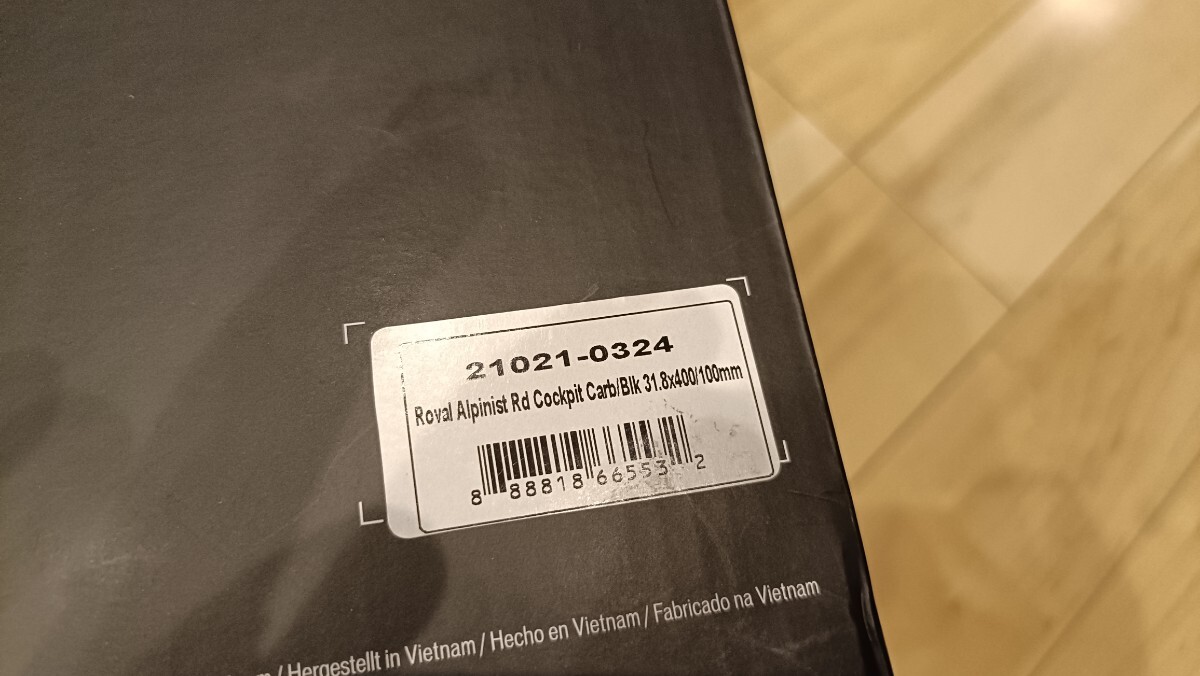 21021-0324
Roval Alpinist Rd Cockpit Carb/Blk 31.8x400/100mm
8 88818 66553 2
/ Hergestellt in Vietnam / Hecho en Vietnam / Fabricado na Vietnam